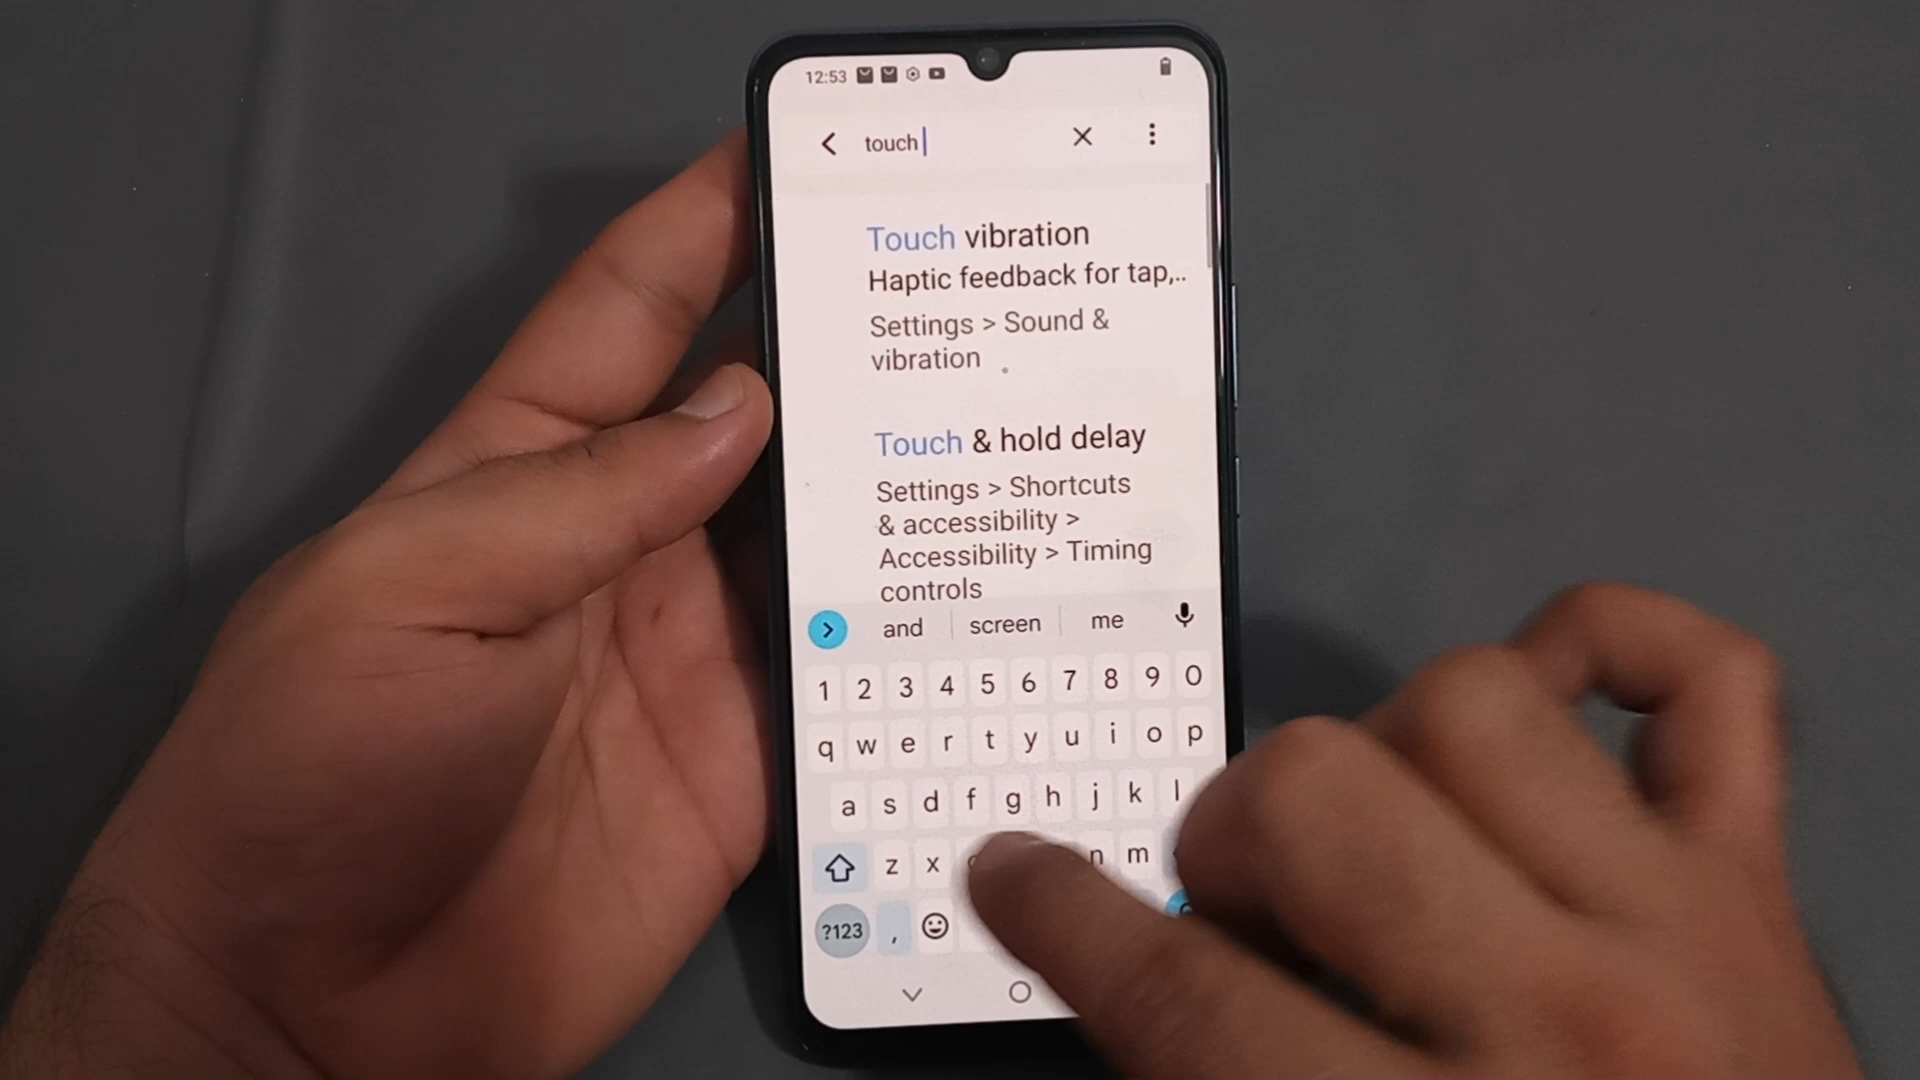 12:53
touch
Touch vibration
Haptic feedback for tap,..
Settings > Sound &
vibration
Touch & hold delay
Settings > Shortcuts
& accessibility >
Accessibility > Timing
controls
and screen me
1 2 3 4 5 6 7 8 9 0
q w e r t y u i o p
a s d f g h j k l
z x n m
?123 ,